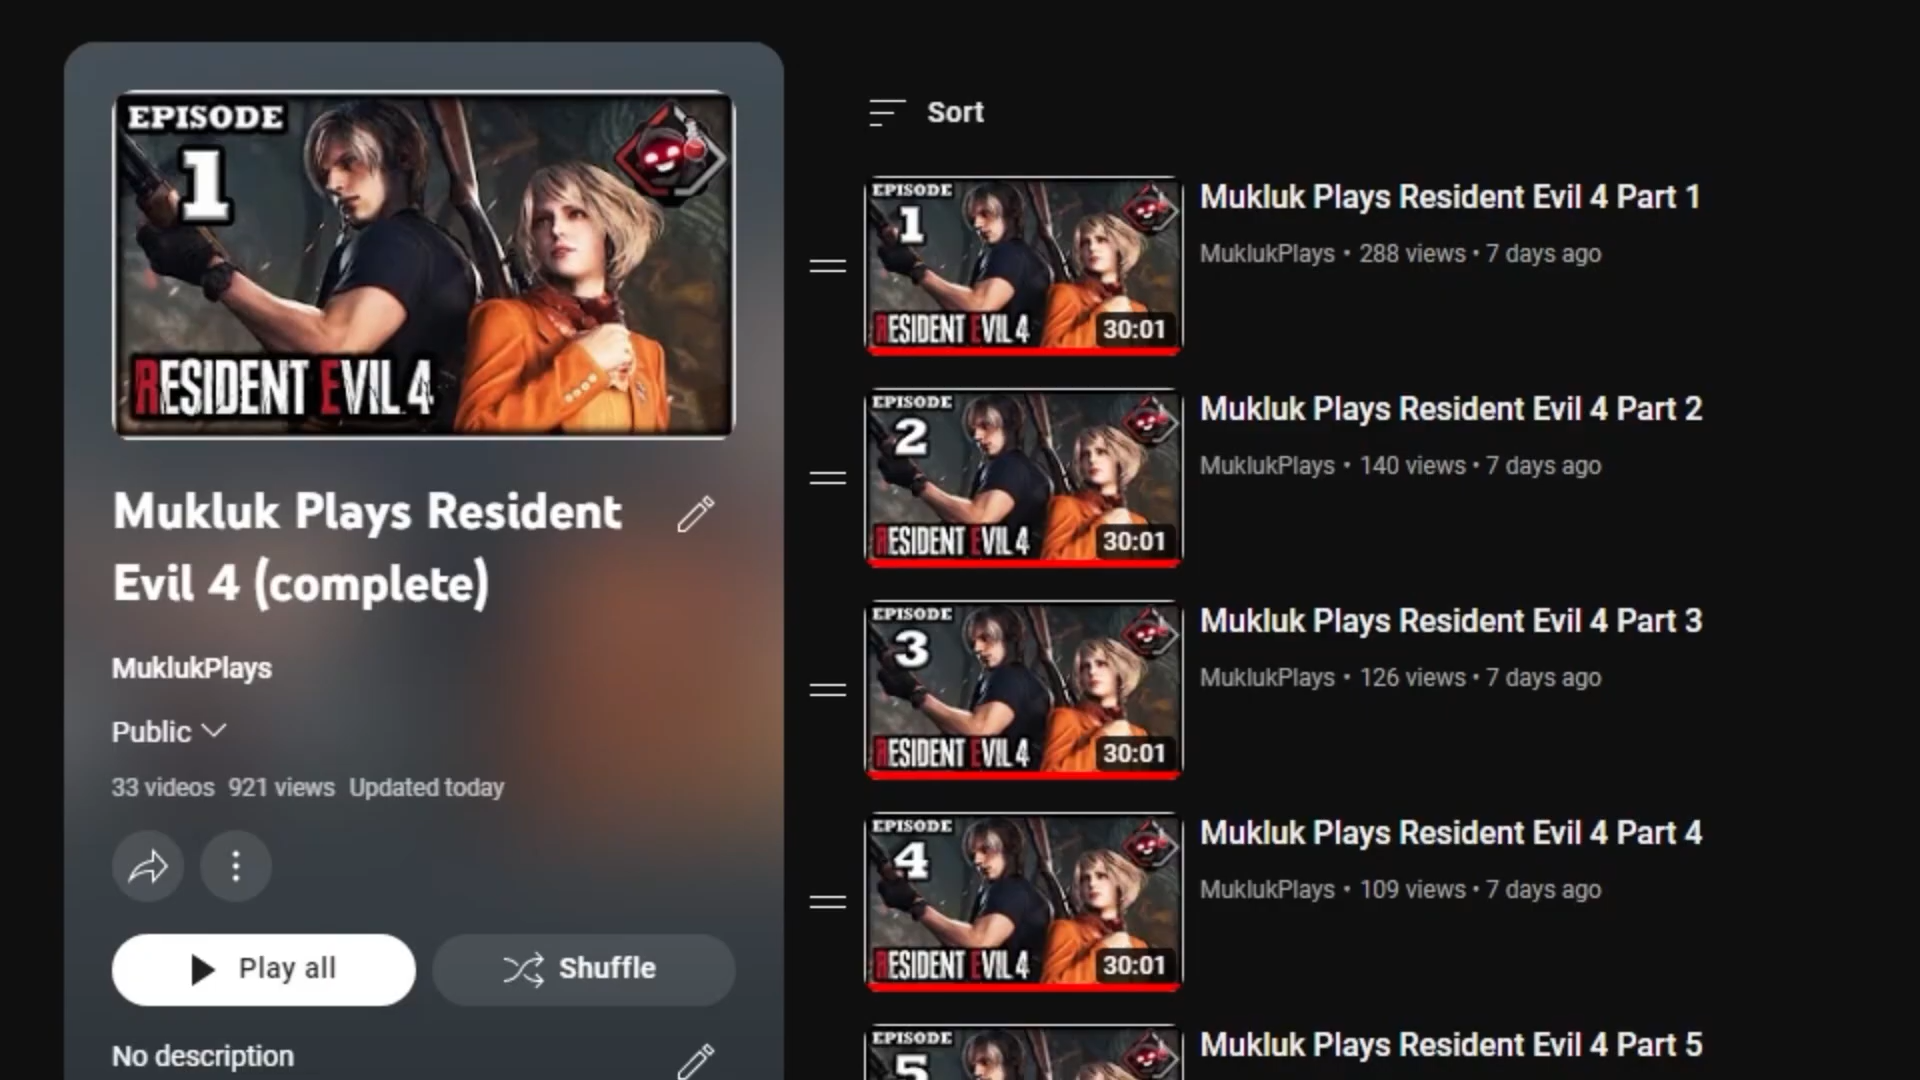 EPISODE
1
RESIDENT EVIL 4
Mukluk Plays Resident
Evil 4 (complete)
MuklukPlays
Public
33 videos 921 views Updated today
Play all
Shuffle
No description
Sort
EPISODE
1
RESIDENT EVIL 4
30:01
Mukluk Plays Resident Evil 4 Part 1
MuklukPlays • 288 views • 7 days ago
EPISODE
2
RESIDENT EVIL 4
30:01
Mukluk Plays Resident Evil 4 Part 2
MuklukPlays • 140 views • 7 days ago
EPISODE
3
RESIDENT EVIL 4
30:01
Mukluk Plays Resident Evil 4 Part 3
MuklukPlays • 126 views • 7 days ago
EPISODE
4
RESIDENT EVIL 4
30:01
Mukluk Plays Resident Evil 4 Part 4
MuklukPlays • 109 views • 7 days ago
EPISODE
5
Mukluk Plays Resident Evil 4 Part 5